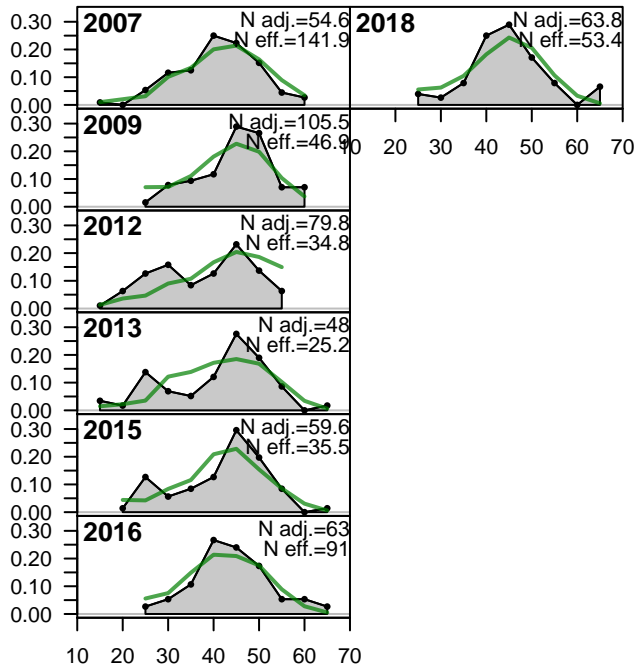 2007
N adj.=54.6
N eff.=141.9
0.30
0.20
0.10
0.00
2018
N adj.=63.8
N eff.=53.4
10 20 30 40 50 60 70
2009
N adj.=105.5
N eff.=46.9
0.30
0.20
0.10
0.00
2012
N adj.=79.8
N eff.=34.8
0.30
0.20
0.10
0.00
2013
N adj.=48
N eff.=25.2
0.30
0.20
0.10
0.00
2015
N adj.=59.6
N eff.=35.5
0.30
0.20
0.10
0.00
2016
N adj.=63
N eff.=91
0.30
0.20
0.10
0.00
10 20 30 40 50 60 70